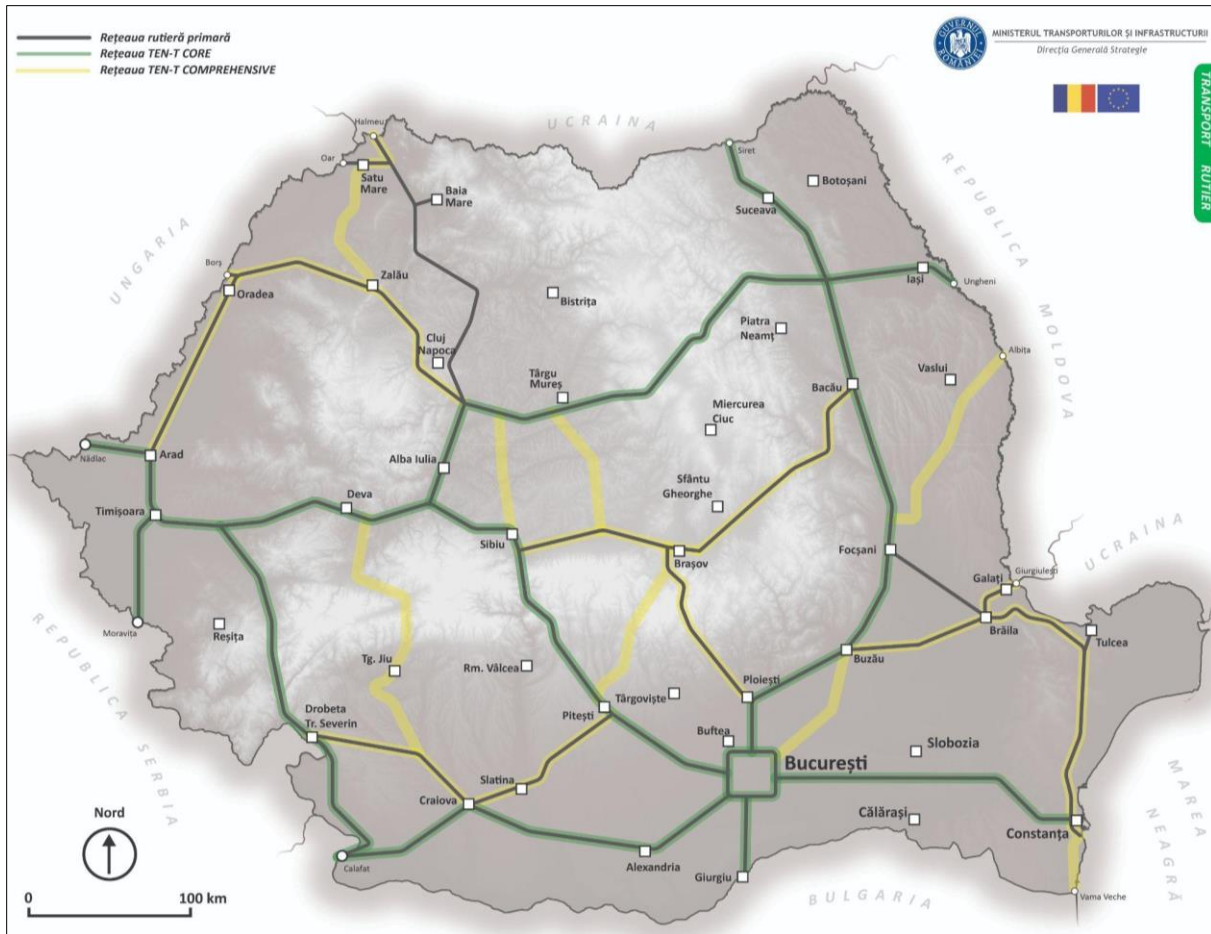 Rețeaua rutieră primară
Rețeaua TEN-T CORE
Rețeaua TEN-T COMPREHENSIVE
GUVERNUL ROMÂNIEI
MINISTERUL TRANSPORTURILOR ȘI INFRASTRUCTURII
Direcția Generală Strategie
TRANSPORT RUTIER
UCRAINA
REPUBLICA
MOLDOVA
UNGARIA
Halmeu
Oar
Satu
Mare
Baia
Mare
Siret
Botoșani
Suceava
Borș
Oradea
Zalău
Bistrița
Iași
Ungheni
Cluj
Napoca
Piatra
Neamț
Albița
Târgu
Mureș
Vaslui
Bacău
Miercurea
Ciuc
Nădlac
Arad
Alba Iulia
Deva
Sfântu
Gheorghe
Timișoara
Sibiu
Brașov
Focșani
UCRAINA
Galați
Giurgiulești
Moravița
Reșița
Brăila
Tulcea
REPUBLICA
SERBIA
Tg. Jiu
Rm. Vâlcea
Buzău
Târgoviște
Ploiești
Drobeta
Tr. Severin
Pitești
Buftea
București
Slobozia
Slatina
Craiova
Călărași
Constanța
MAREA
NEAGRĂ
Nord
Calafat
Alexandria
Giurgiu
BULGARIA
Vama Veche
0
100 km